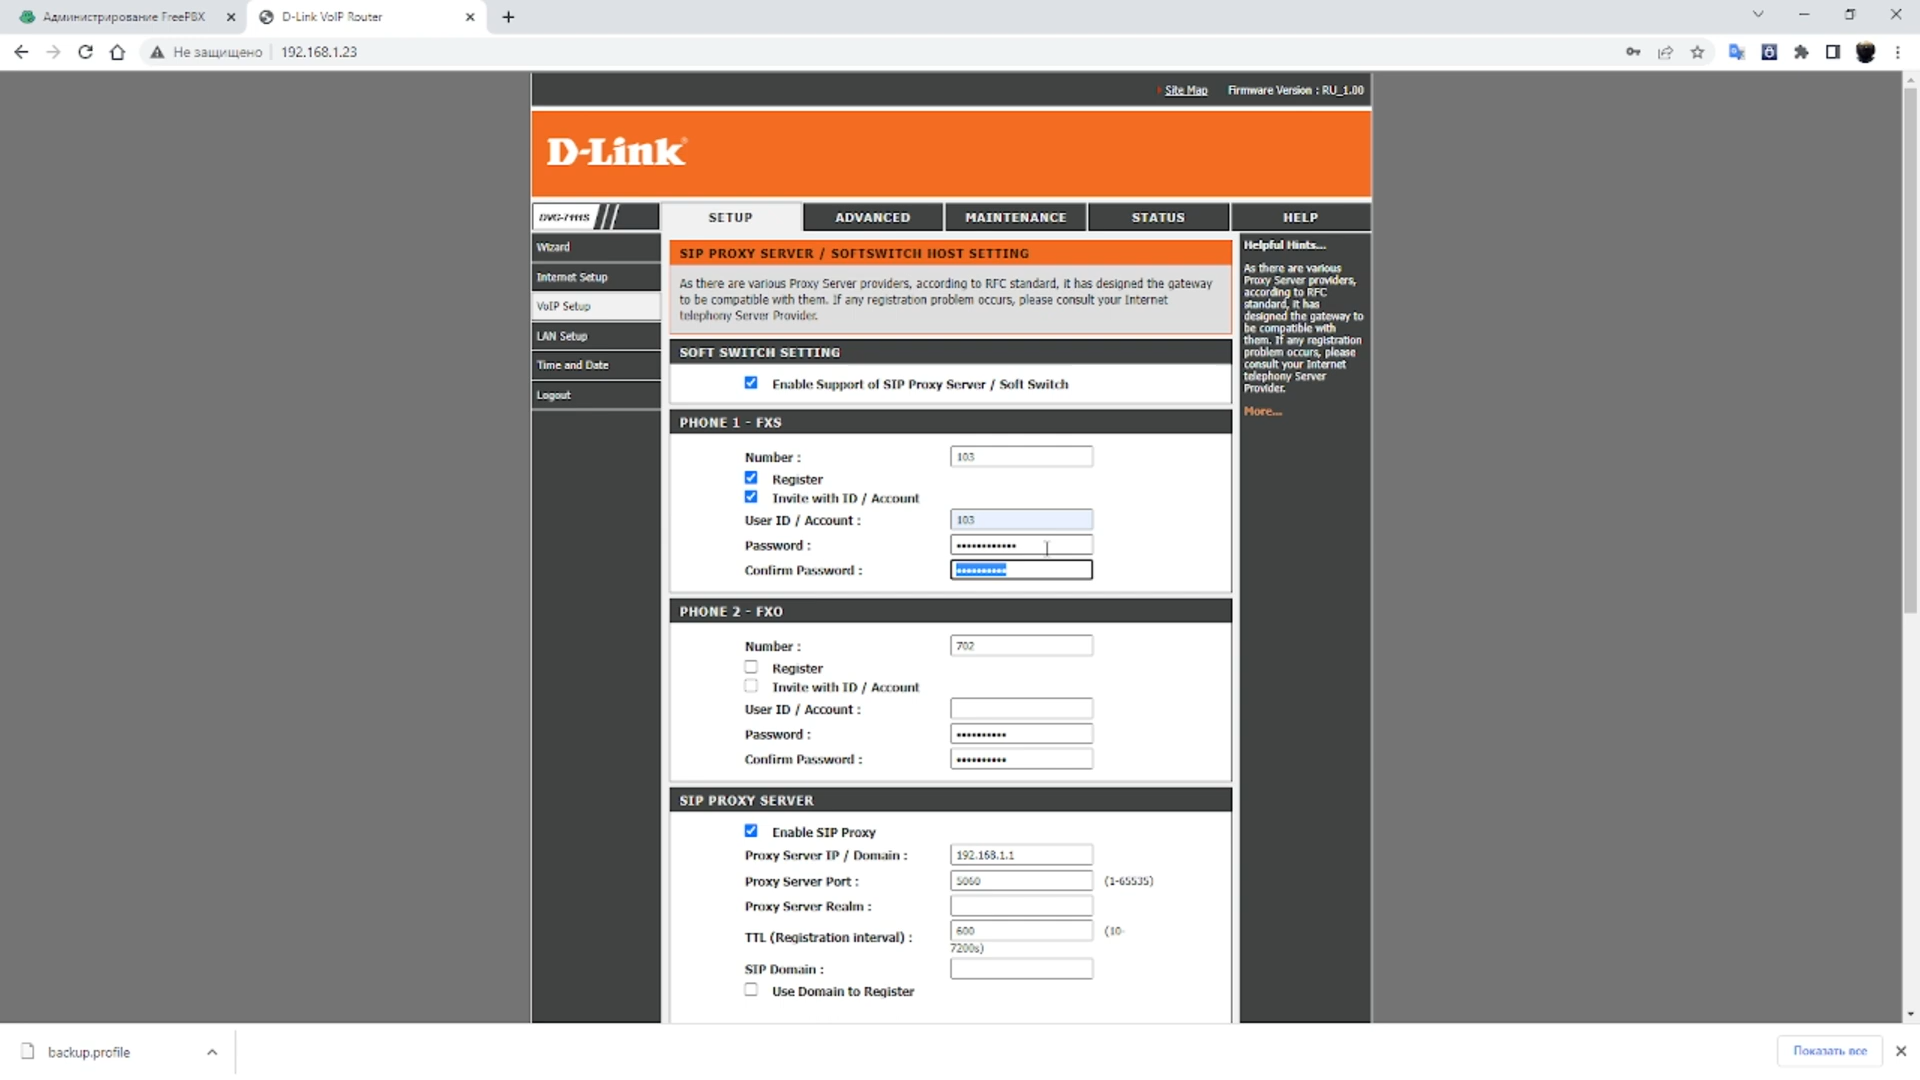 Администрирование FreePBX
D-Link VoIP Router
Не защищено
192.168.1.23
Site Map
Firmware Version : RU_1.00
D-Link
DVG-7111S
SETUP
ADVANCED
MAINTENANCE
STATUS
HELP
Wizard
Internet Setup
VoIP Setup
LAN Setup
Time and Date
Logout
SIP PROXY SERVER / SOFTSWITCH HOST SETTING
As there are various Proxy Server providers, according to RFC standard, it has designed the gateway
to be compatible with them. If any registration problem occurs, please consult your Internet
telephony Server Provider.
SOFT SWITCH SETTING
Enable Support of SIP Proxy Server / Soft Switch
PHONE 1 - FXS
Number : 103
Register
Invite with ID / Account
User ID / Account : 103
Password : ••••••••••••
Confirm Password : ••••••••••
PHONE 2 - FXO
Number : 702
Register
Invite with ID / Account
User ID / Account :
Password : ••••••••••
Confirm Password : ••••••••••
SIP PROXY SERVER
Enable SIP Proxy
Proxy Server IP / Domain : 192.168.1.1
Proxy Server Port : 5060 (1-65535)
Proxy Server Realm :
TTL (Registration interval) : 600 (10-
7200s)
SIP Domain :
Use Domain to Register
Helpful Hints...
As there are various
Proxy Server providers,
according to RFC
standard, it has
designed the gateway to
be compatible with
them. If any registration
problem occurs, please
consult your Internet
telephony Server
Provider.
More...
backup.profile
Показать все